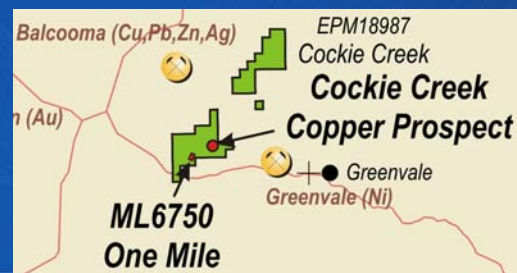 EPM18987
Balcooma (Cu,Pb,Zn,Ag)
Cockie Creek
Cockie Creek
Copper Prospect
(Au)
Greenvale
Greenvale (Ni)
ML6750
One Mile